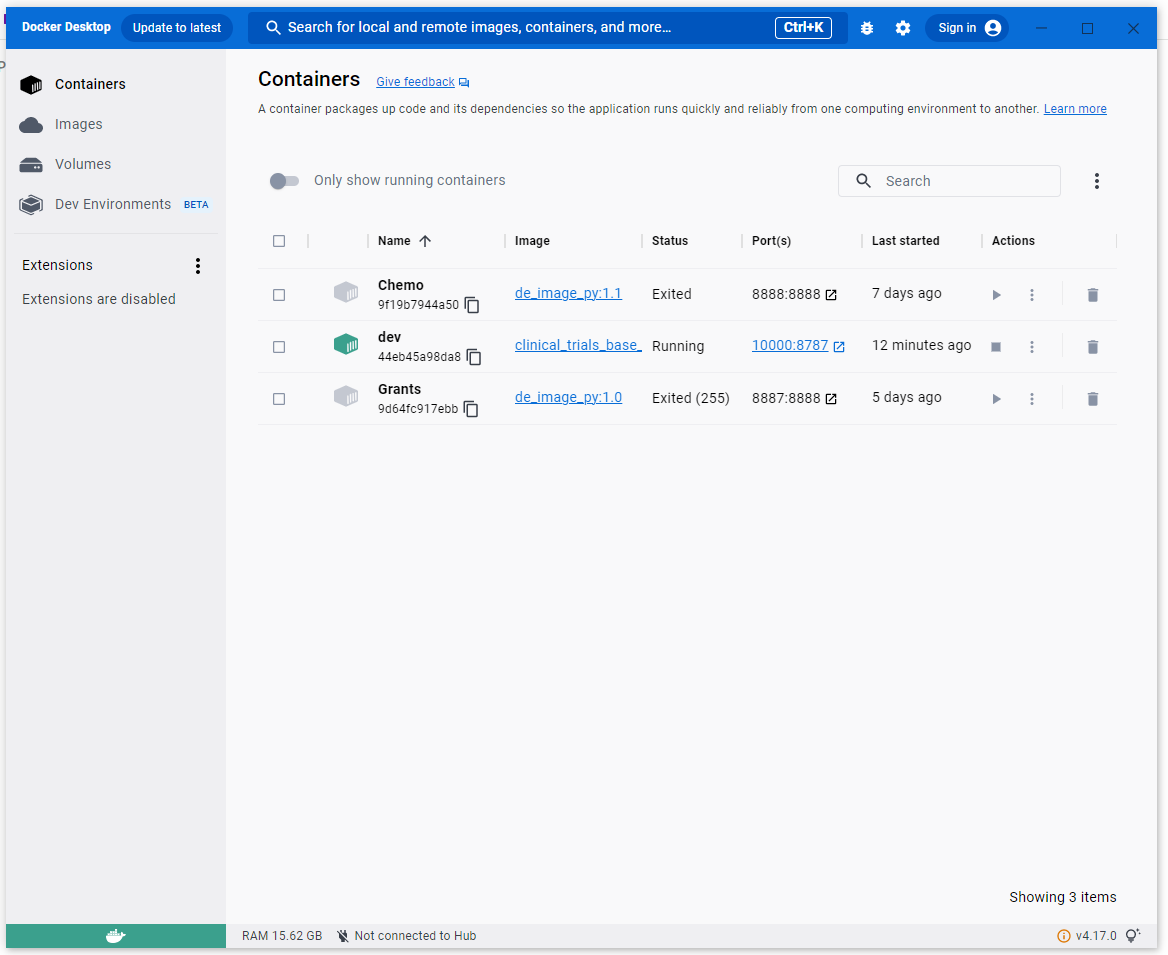 Docker Desktop Update to latest Search for local and remote images, containers, and more... Ctrl+K Sign in
Containers
Images
Volumes
Dev Environments BETA
Extensions
Extensions are disabled
Containers Give feedback
A container packages up code and its dependencies so the application runs quickly and reliably from one computing environment to another. Learn more
Only show running containers Search
Name Image Status Port(s) Last started Actions
Chemo
9f19b7944a50 de_image_py:1.1 Exited 8888:8888 7 days ago
dev
44eb45a98da8 clinical_trials_base_ Running 10000:8787 12 minutes ago
Grants
9d64fc917ebb de_image_py:1.0 Exited (255) 8887:8888 5 days ago
Showing 3 items
RAM 15.62 GB Not connected to Hub v4.17.0